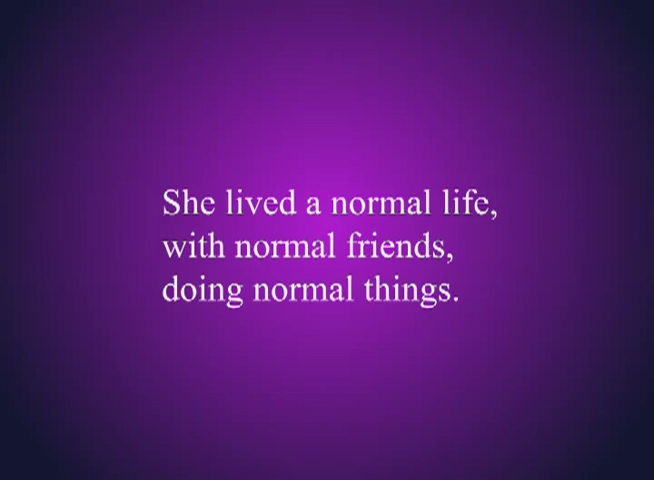 She lived a normal life,
with normal friends,
doing normal things.